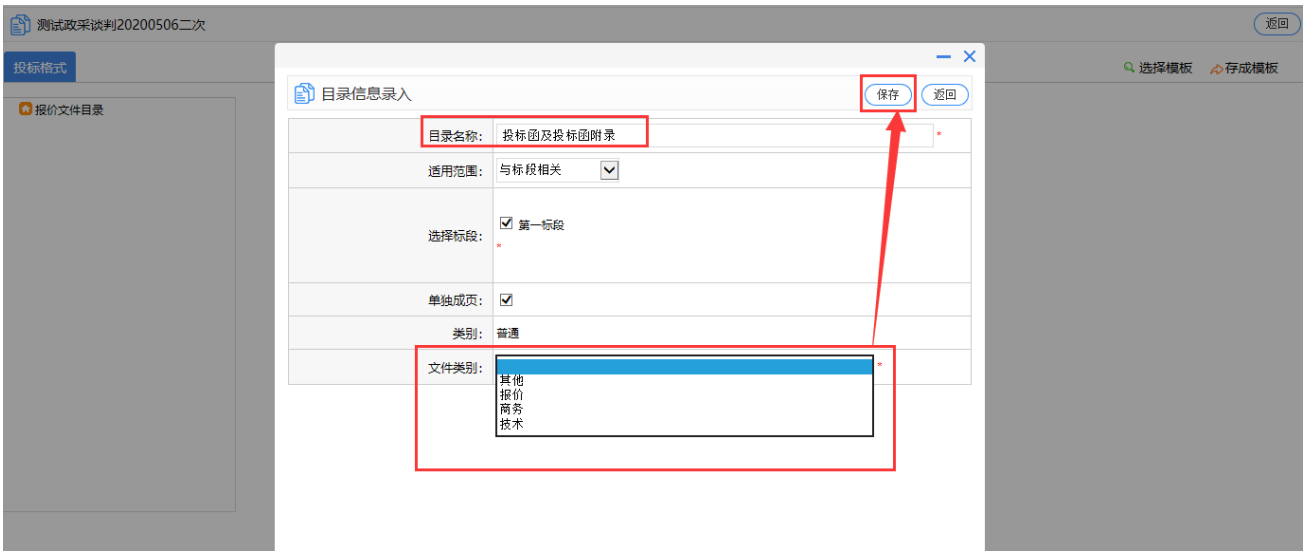 测试政采谈判20200506二次
返回
投标格式
选择模板
存成模板
报价文件目录
目录信息录入
保存
返回
目录名称: 投标函及投标函附录 *
适用范围: 与标段相关
选择标段: 第一标段
*
单独成页:
类别: 普通
文件类别: *
其他
报价
商务
技术